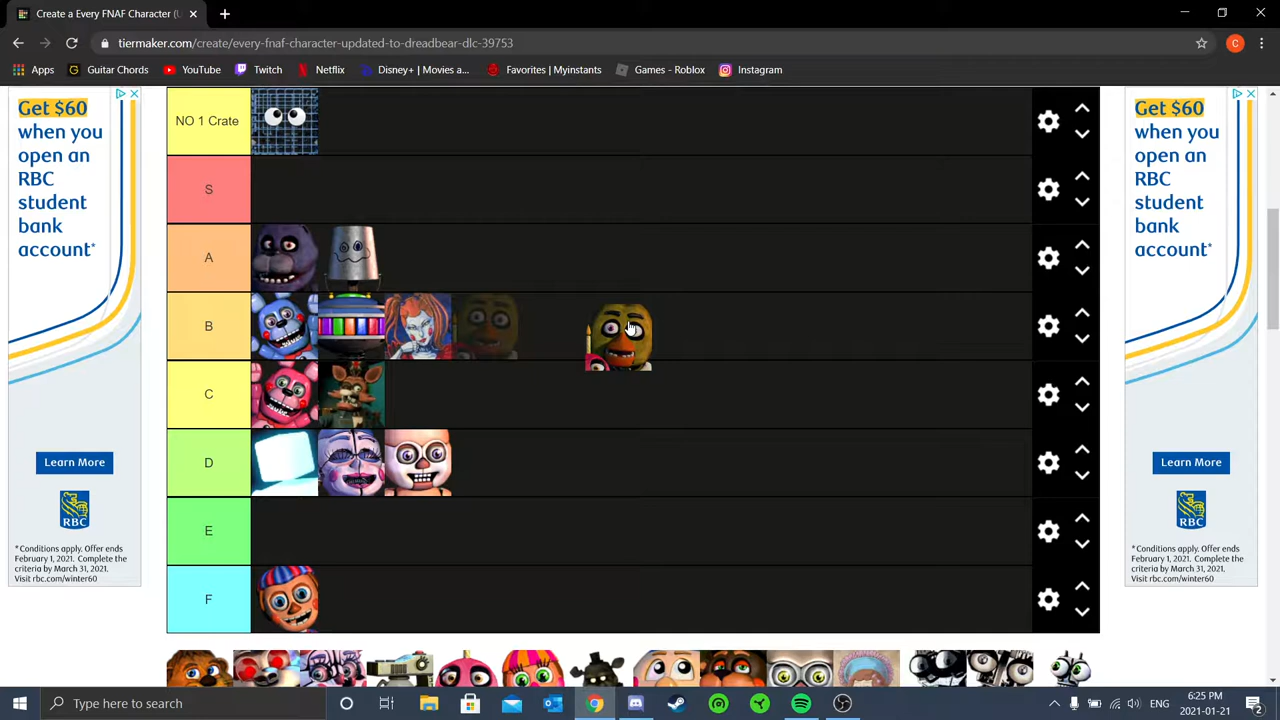 Create a Every FNAF Character (
tiermaker.com/create/every-fnaf-character-updated-to-dreadbear-dlc-39753
C
Apps
Guitar Chords
YouTube
Twitch
Netflix
Disney+ | Movies a...
Favorites | Myinstants
Games - Roblox
Instagram
Get $60
when you
open an
RBC
student
bank
account*
Learn More
RBC
*Conditions apply. Offer ends
February 1, 2021. Complete the
criteria by March 31, 2021.
Visit rbc.com/winter60
NO 1 Crate
S
A
B
C
D
E
F
Get $60
when you
open an
RBC
student
bank
account*
Learn More
RBC
*Conditions apply. Offer ends
February 1, 2021. Complete the
criteria by March 31, 2021.
Visit rbc.com/winter60
Type here to search
ENG
6:25 PM
2021-01-21
2